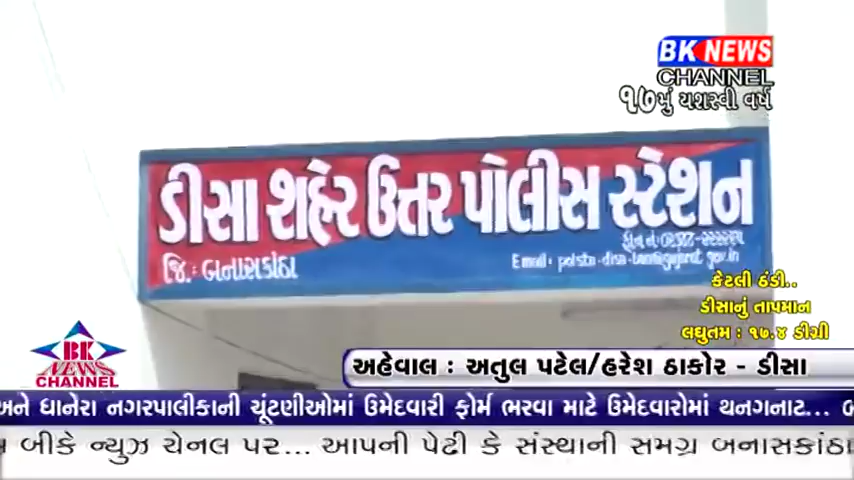 BK NEWS
CHANNEL
૧૭મું યશસ્વી વર્ષ
ડીસા શહેર ઉત્તર પોલીસ સ્ટેશન
જિ.: બનાસકાંઠા
કેટલી ઠંડી..
ડીસાનું તાપમાન
લઘુતમ : ૧૭.૪ ડીગ્રી
BK
NEWS
CHANNEL
અહેવાલ : અતુલ પટેલ/હરેશ ઠાકોર - ડીસા
અને ધાનેરા નગરપાલીકાની ચૂંટણીઓમાં ઉમેદવારી ફોર્મ ભરવા માટે ઉમેદવારોમાં થનગનાટ...
બીકે ન્યુઝ ચેનલ પર... આપની પેઢી કે સંસ્થાની સમગ્ર બનાસકાંઠા